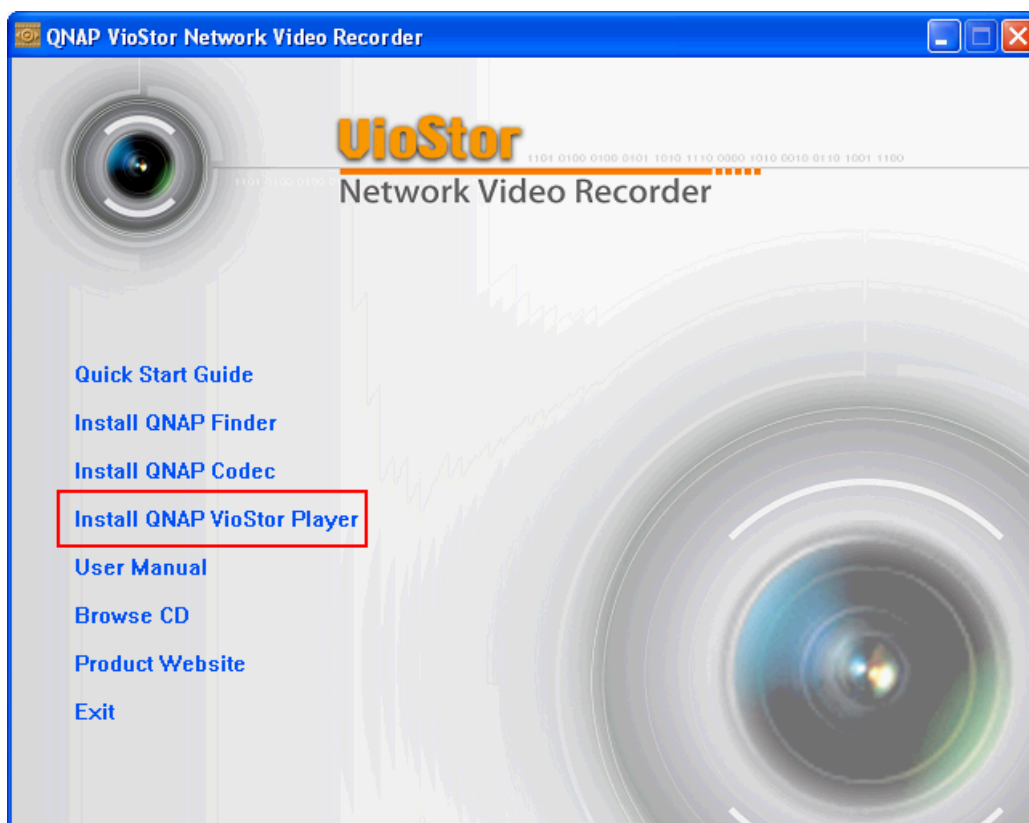 QNAP VioStor Network Video Recorder
VioStor
1101 0100 0100 0101 1010 1110 0000 1010 0010 0110 1001 1100
Network Video Recorder
Quick Start Guide
Install QNAP Finder
Install QNAP Codec
Install QNAP VioStor Player
User Manual
Browse CD
Product Website
Exit